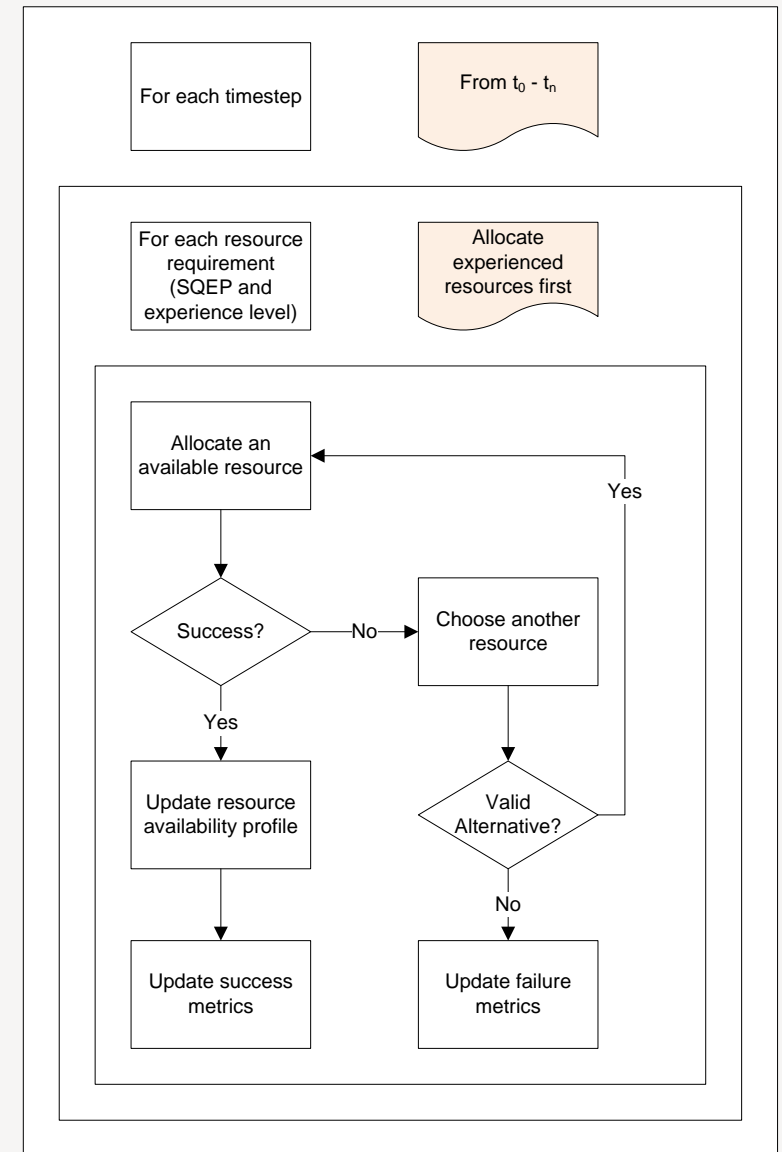 For each timestep
From t₀ - tₙ
For each resource
requirement
(SQEP and
experience level)
Allocate
experienced
resources first
Allocate an
available resource
Yes
Success?
No
Choose another
resource
Yes
Update resource
availability profile
Valid
Alternative?
No
Update success
metrics
Update failure
metrics